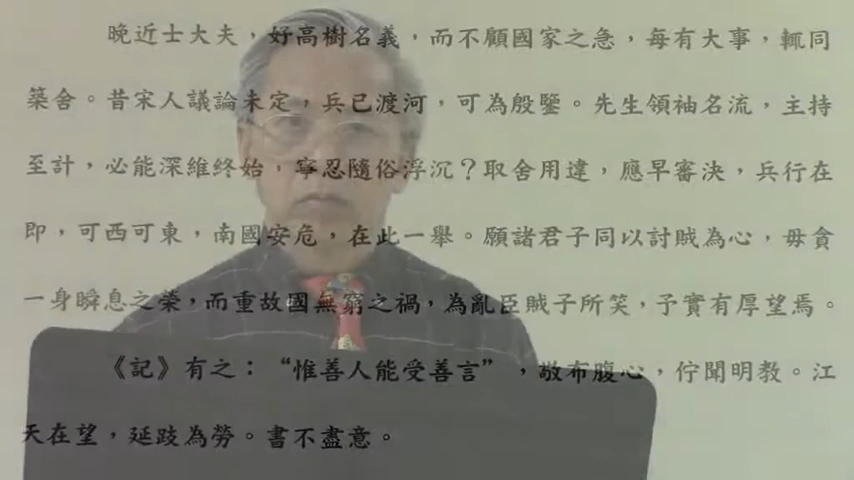 晚近士大夫，好高樹名義，而不顧國家之急，每有大事，輒同
築舍。昔宋人議論未定，兵已渡河，可為殷鑒。先生領袖名流，主持
至計，必能深維終始，寧忍隨俗浮沉？取舍用違，應早審決，兵行在
即，可西可東，南國安危，在此一舉。願諸君子同以討賊為心，毋貪
一身瞬息之榮，而重故國無窮之禍，為亂臣賊子所笑，予實有厚望焉。
《記》有之：“惟善人能受善言”，敬布腹心，佇聞明教。江
天在望，延跂為勞。書不盡意。